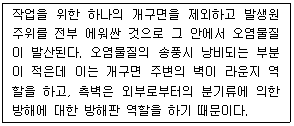 작업을 위한 하나의 개구면을 제외하고 발생원
주위를 전부 에워싼 것으로 그 안에서 오염물질
이 발산된다. 오염물질의 송풍시 낭비되는 부분
이 적은데 이는 개구면 주변의 벽이 라운지 역
할을 하고, 측벽은 외부로부터의 분기류에 의한
방해에 대한 방해판 역할을 하기 때문이다.